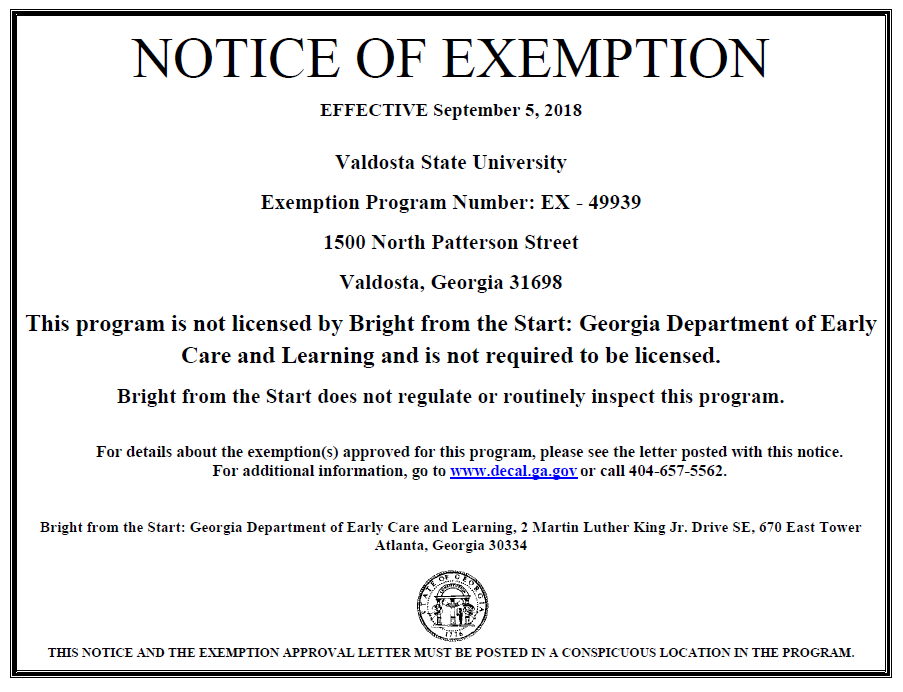 NOTICE OF EXEMPTION
EFFECTIVE September 5, 2018
Valdosta State University
Exemption Program Number: EX - 49939
1500 North Patterson Street
Valdosta, Georgia 31698
This program is not licensed by Bright from the Start: Georgia Department of Early
Care and Learning and is not required to be licensed.
Bright from the Start does not regulate or routinely inspect this program.
For details about the exemption(s) approved for this program, please see the letter posted with this notice.
For additional information, go to www.decal.ga.gov or call 404-657-5562.
Bright from the Start: Georgia Department of Early Care and Learning, 2 Martin Luther King Jr. Drive SE, 670 East Tower
Atlanta, Georgia 30334
STATE OF GEORGIA
1776
THIS NOTICE AND THE EXEMPTION APPROVAL LETTER MUST BE POSTED IN A CONSPICUOUS LOCATION IN THE PROGRAM.